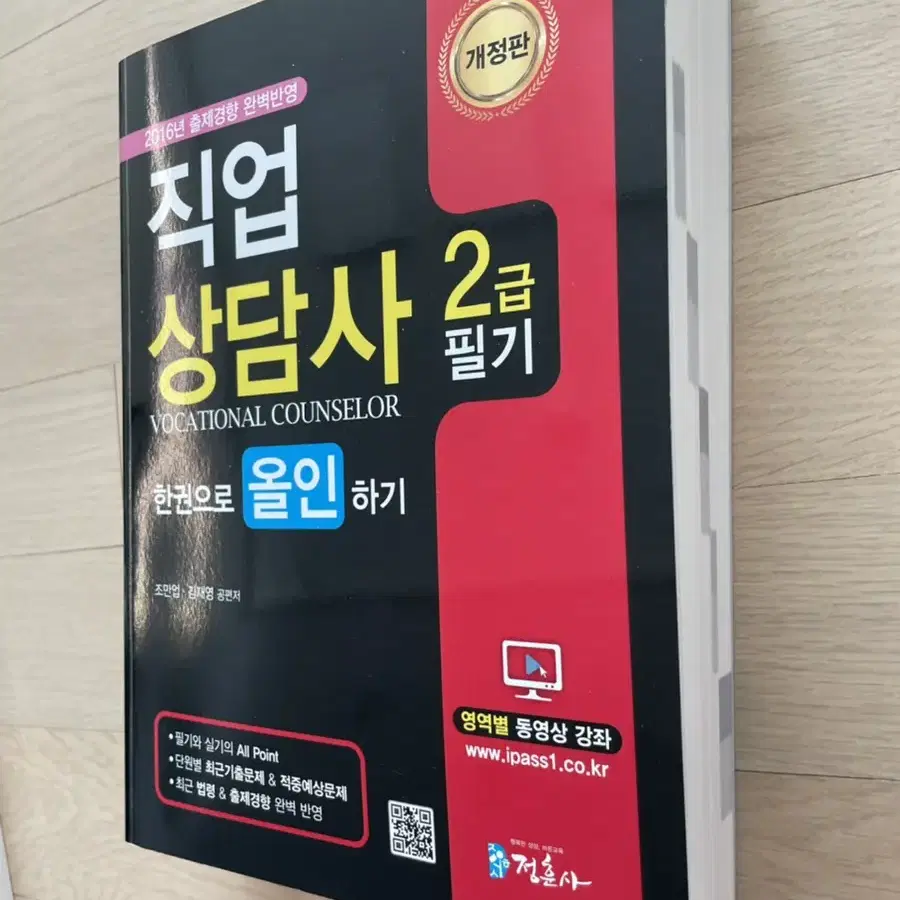 개정판
2016년 출제경향 완벽반영
직업
상담사
2급
필기
VOCATIONAL COUNSELOR
한권으로 올인 하기
조만업 · 김재영 공편저
• 필기와 실기의 All Point
• 단원별 최근기출문제 & 적중예상문제
• 최근 법령 & 출제경향 완벽 반영
영역별 동영상 강좌
www.ipass1.co.kr
정훈사